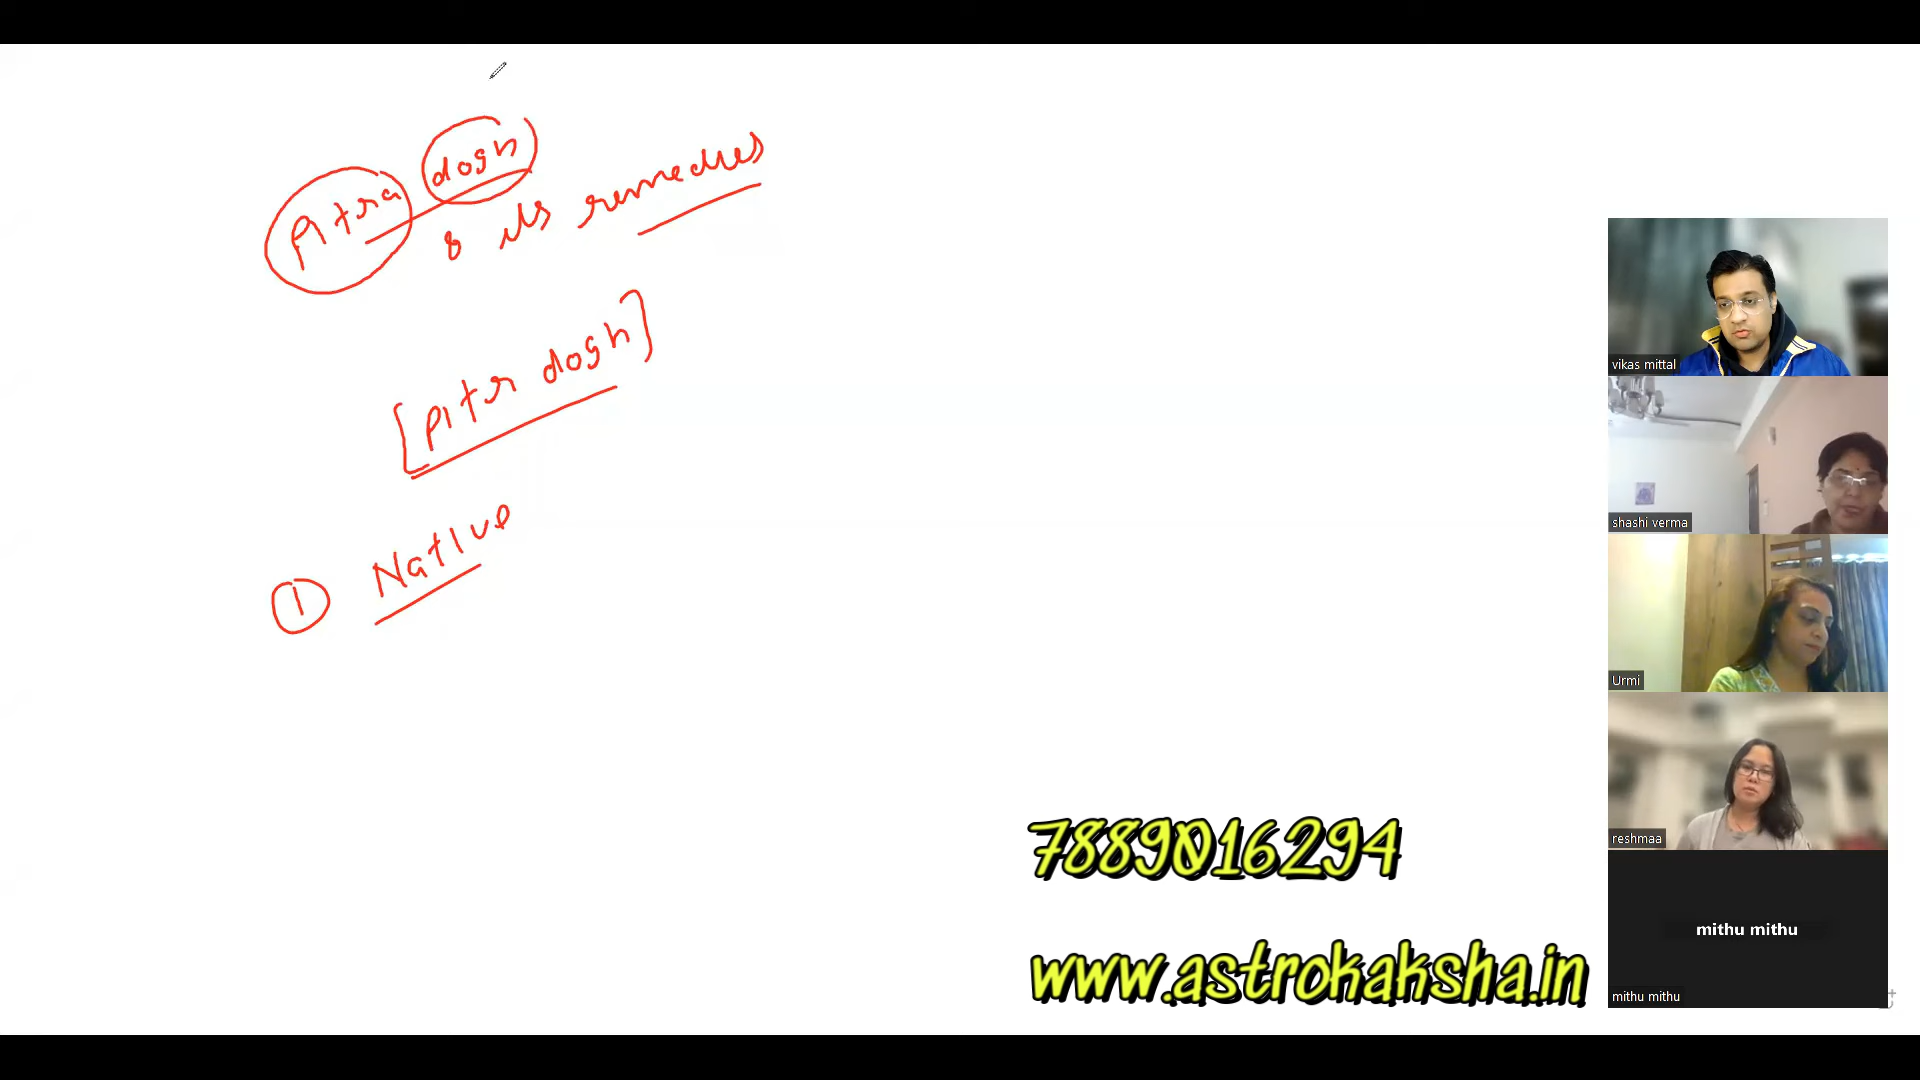 Pitra dosh
& its remedies
[Pitr dosh]
① Native
vikas mittal
shashi verma
Urmi
reshmaa
mithu mithu
mithu mithu
7889016294
www.astrokaksha.in